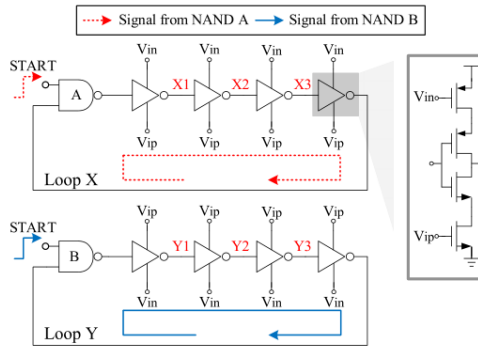 Signal from NAND A Signal from NAND B
Vin Vin Vin Vin
START
A X1 X2 X3
Vip Vip Vip Vip
Loop X
Vin
Vip
Vip Vip Vip Vip
START
B Y1 Y2 Y3
Vin Vin Vin Vin
Loop Y